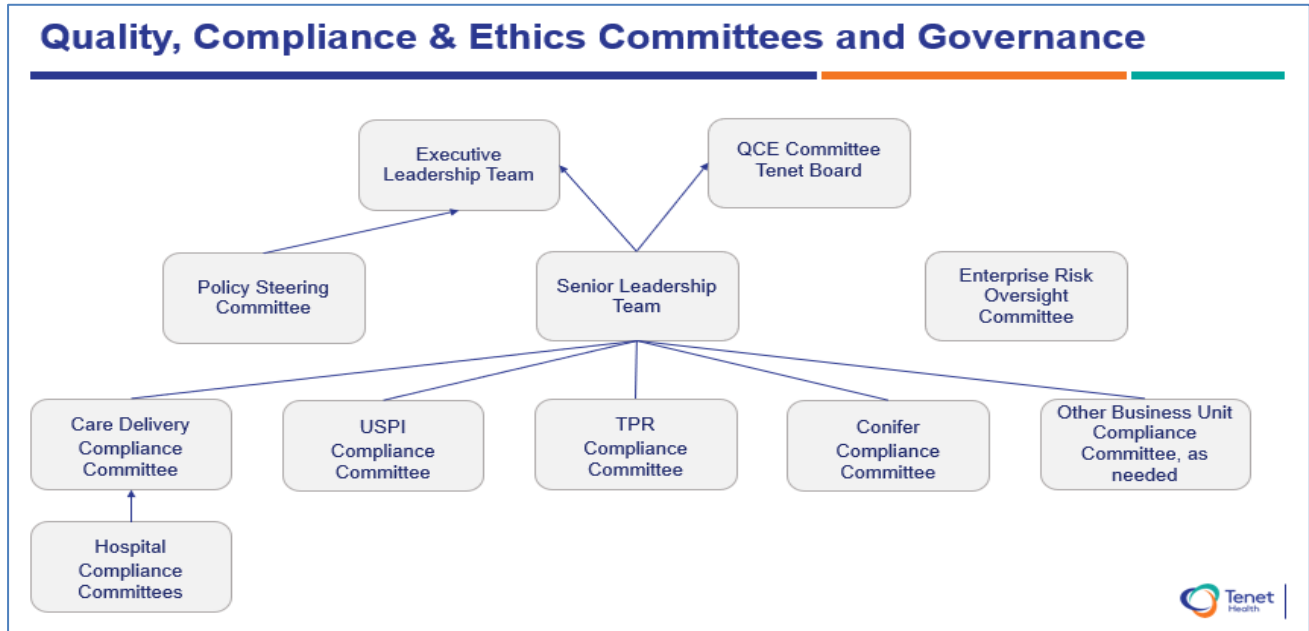 Quality, Compliance & Ethics Committees and Governance
Executive
Leadership Team
QCE Committee
Tenet Board
Policy Steering
Committee
Senior Leadership
Team
Enterprise Risk
Oversight
Committee
Care Delivery
Compliance
Committee
USPI
Compliance
Committee
TPR
Compliance
Committee
Conifer
Compliance
Committee
Other Business Unit
Compliance
Committee, as
needed
Hospital
Compliance
Committees
Tenet
Health